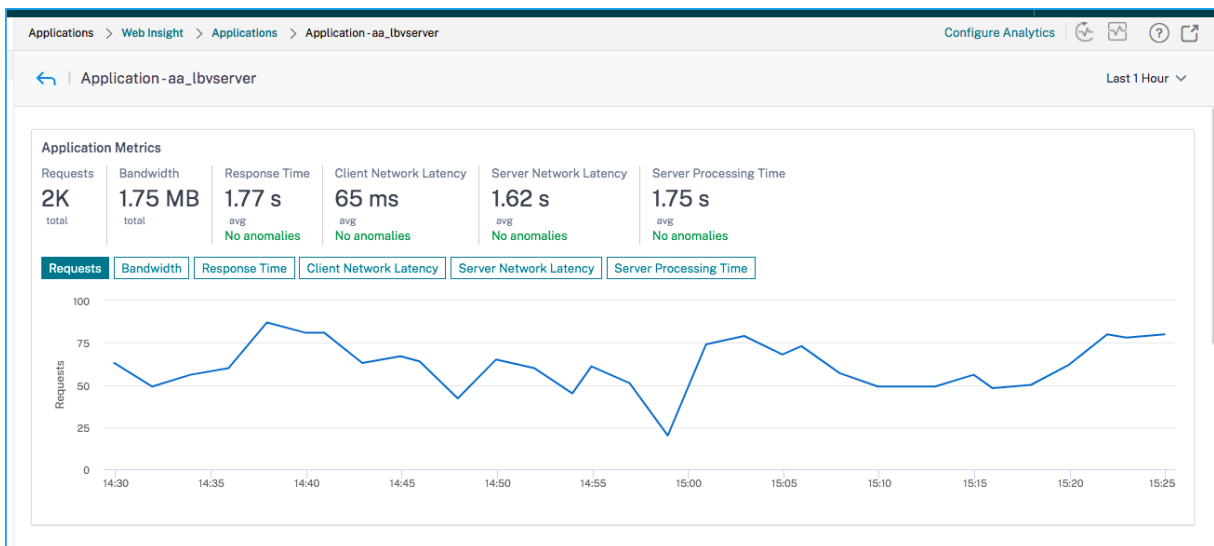 Applications > Web Insight > Applications > Application-aa_lbvserver Configure Analytics
Application-aa_lbvserver Last 1 Hour
Application Metrics
Requests Bandwidth Response Time Client Network Latency Server Network Latency Server Processing Time
2K 1.75 MB 1.77 s 65 ms 1.62 s 1.75 s
total total avg avg avg avg
No anomalies No anomalies No anomalies No anomalies
Requests Bandwidth Response Time Client Network Latency Server Network Latency Server Processing Time
100
75
50
25
0
Requests
14:30 14:35 14:40 14:45 14:50 14:55 15:00 15:05 15:10 15:15 15:20 15:25